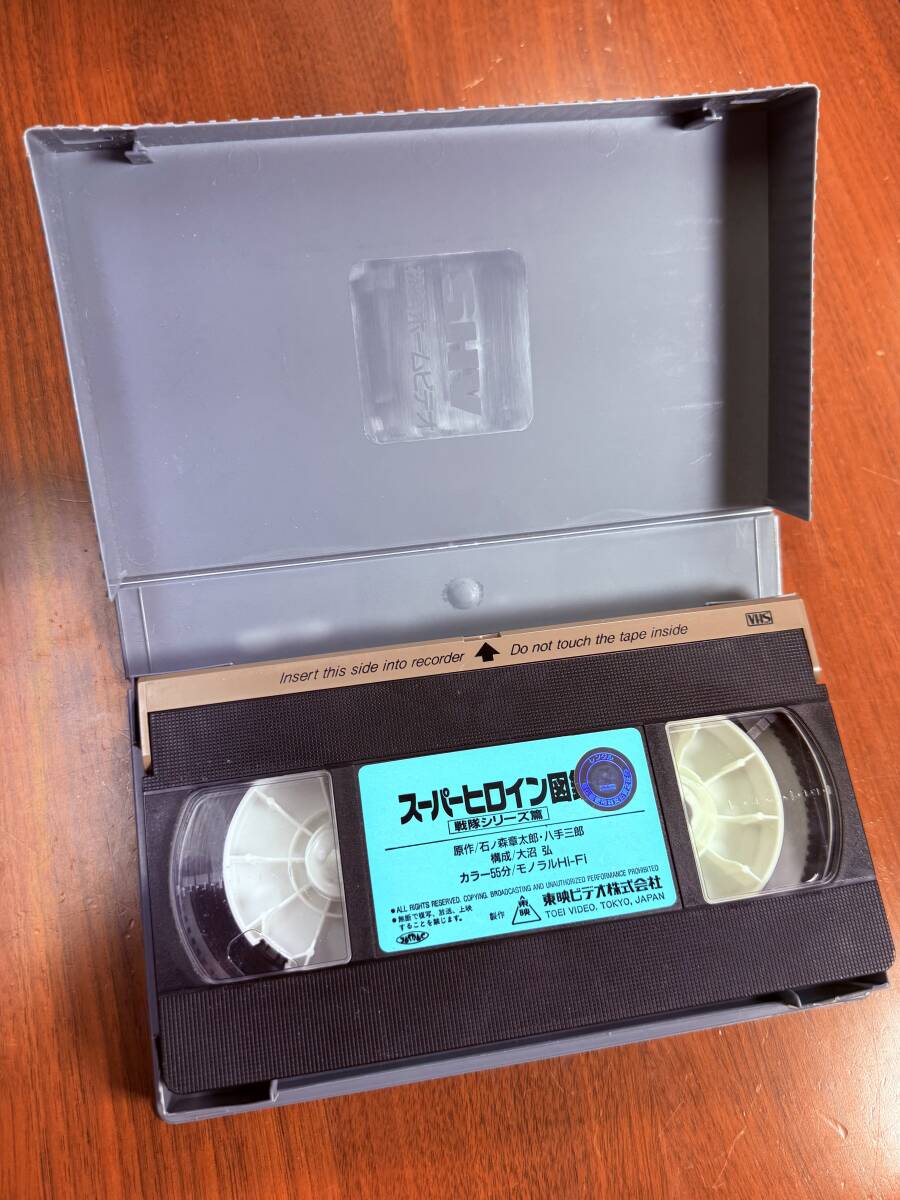 ホームビデオ
Insert this side into recorder Do not touch the tape inside
VHS
スーパーヒロイン図
レンタル
[戦隊シリーズ篇]
原作/石ノ森章太郎・八手三郎
構成/大沼 弘
カラー55分/モノラルHi-Fi
●ALL RIGHTS RESERVED. COPYING, BROADCASTING AND UNAUTHORIZED PERFORMANCE PROHIBITED
●無断で複写、放送、上映
することを禁じます。
製作 東映 東映ビデオ株式会社
TOEI VIDEO, TOKYO, JAPAN